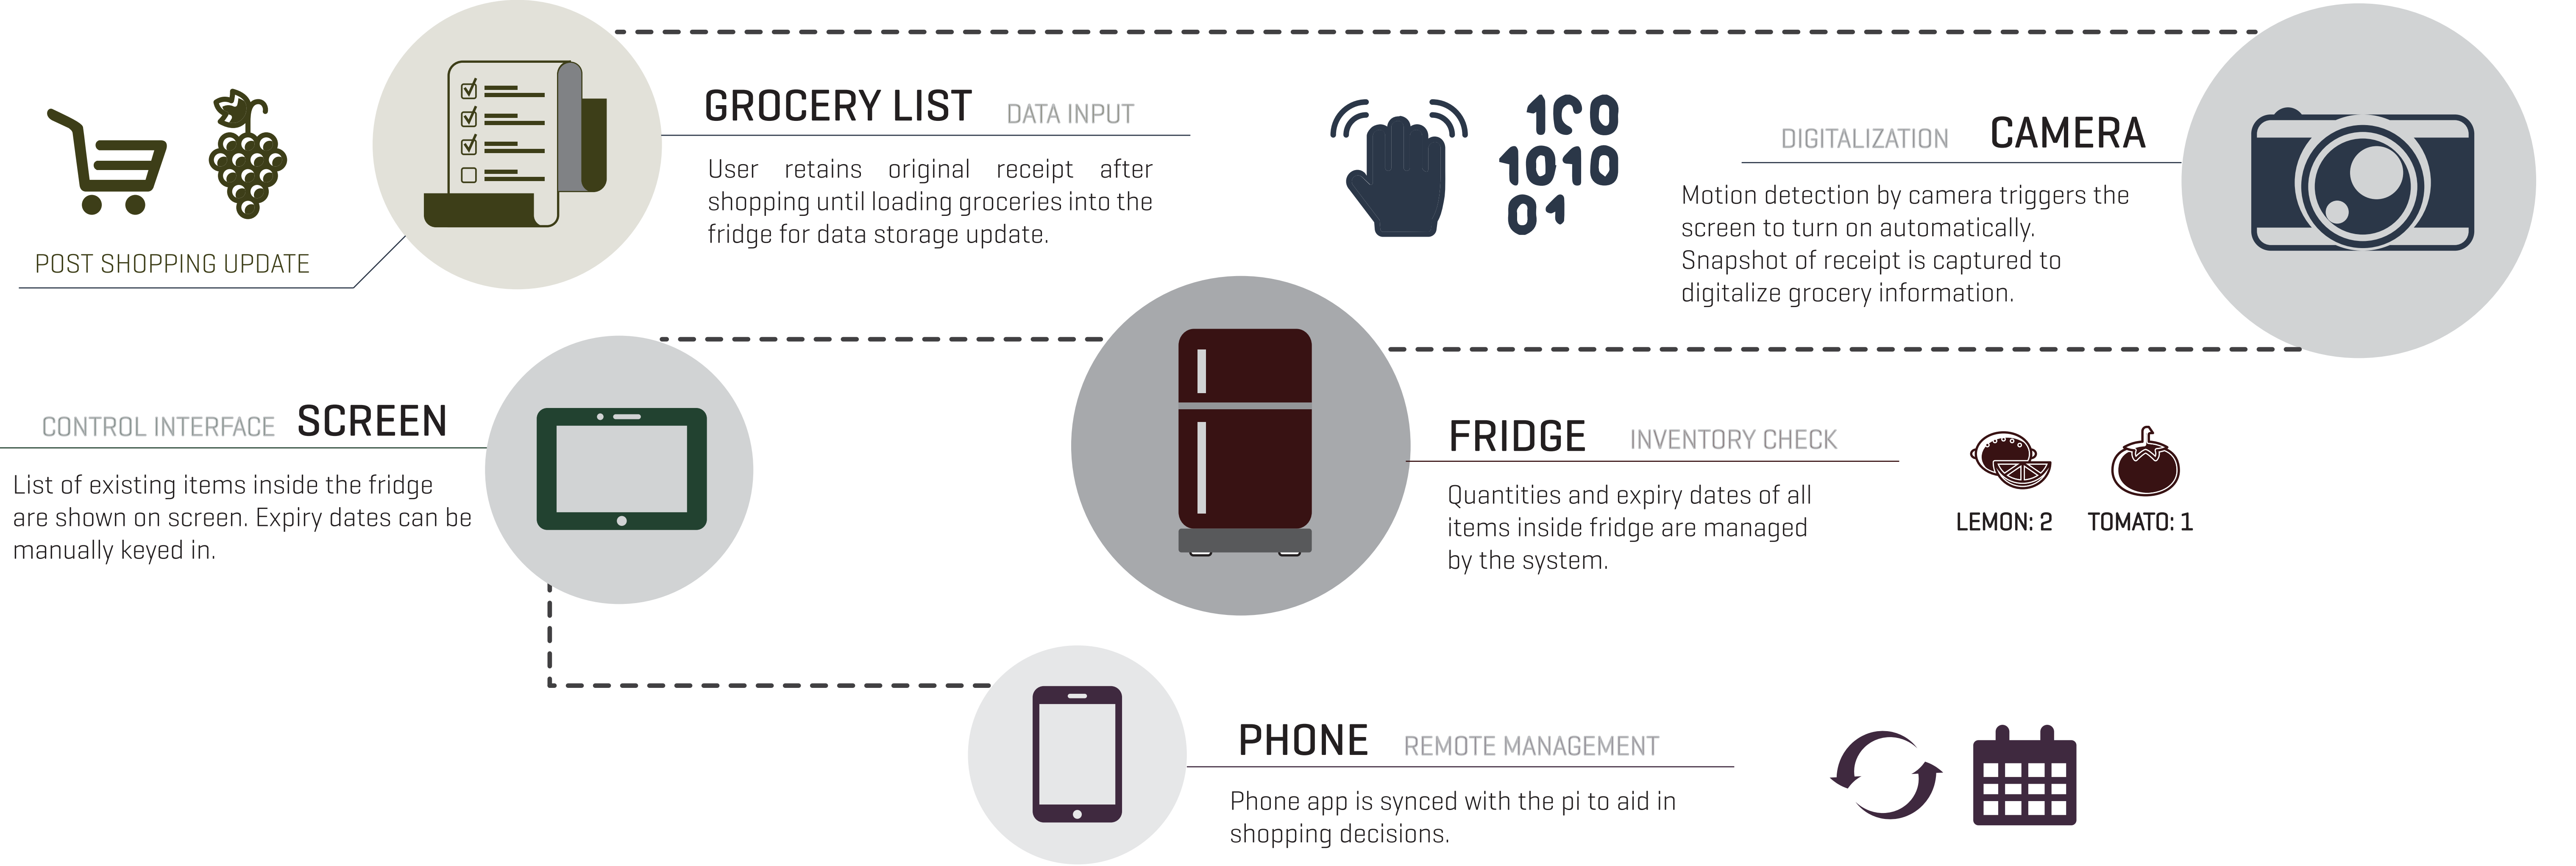 POST SHOPPING UPDATE
GROCERY LIST DATA INPUT
User retains original receipt after
shopping until loading groceries into the
fridge for data storage update.
100
1010
01
DIGITALIZATION CAMERA
Motion detection by camera triggers the
screen to turn on automatically.
Snapshot of receipt is captured to
digitalize grocery information.
CONTROL INTERFACE SCREEN
List of existing items inside the fridge
are shown on screen. Expiry dates can be
manually keyed in.
FRIDGE INVENTORY CHECK
Quantities and expiry dates of all
items inside fridge are managed
by the system.
LEMON: 2 TOMATO: 1
PHONE REMOTE MANAGEMENT
Phone app is synced with the pi to aid in
shopping decisions.